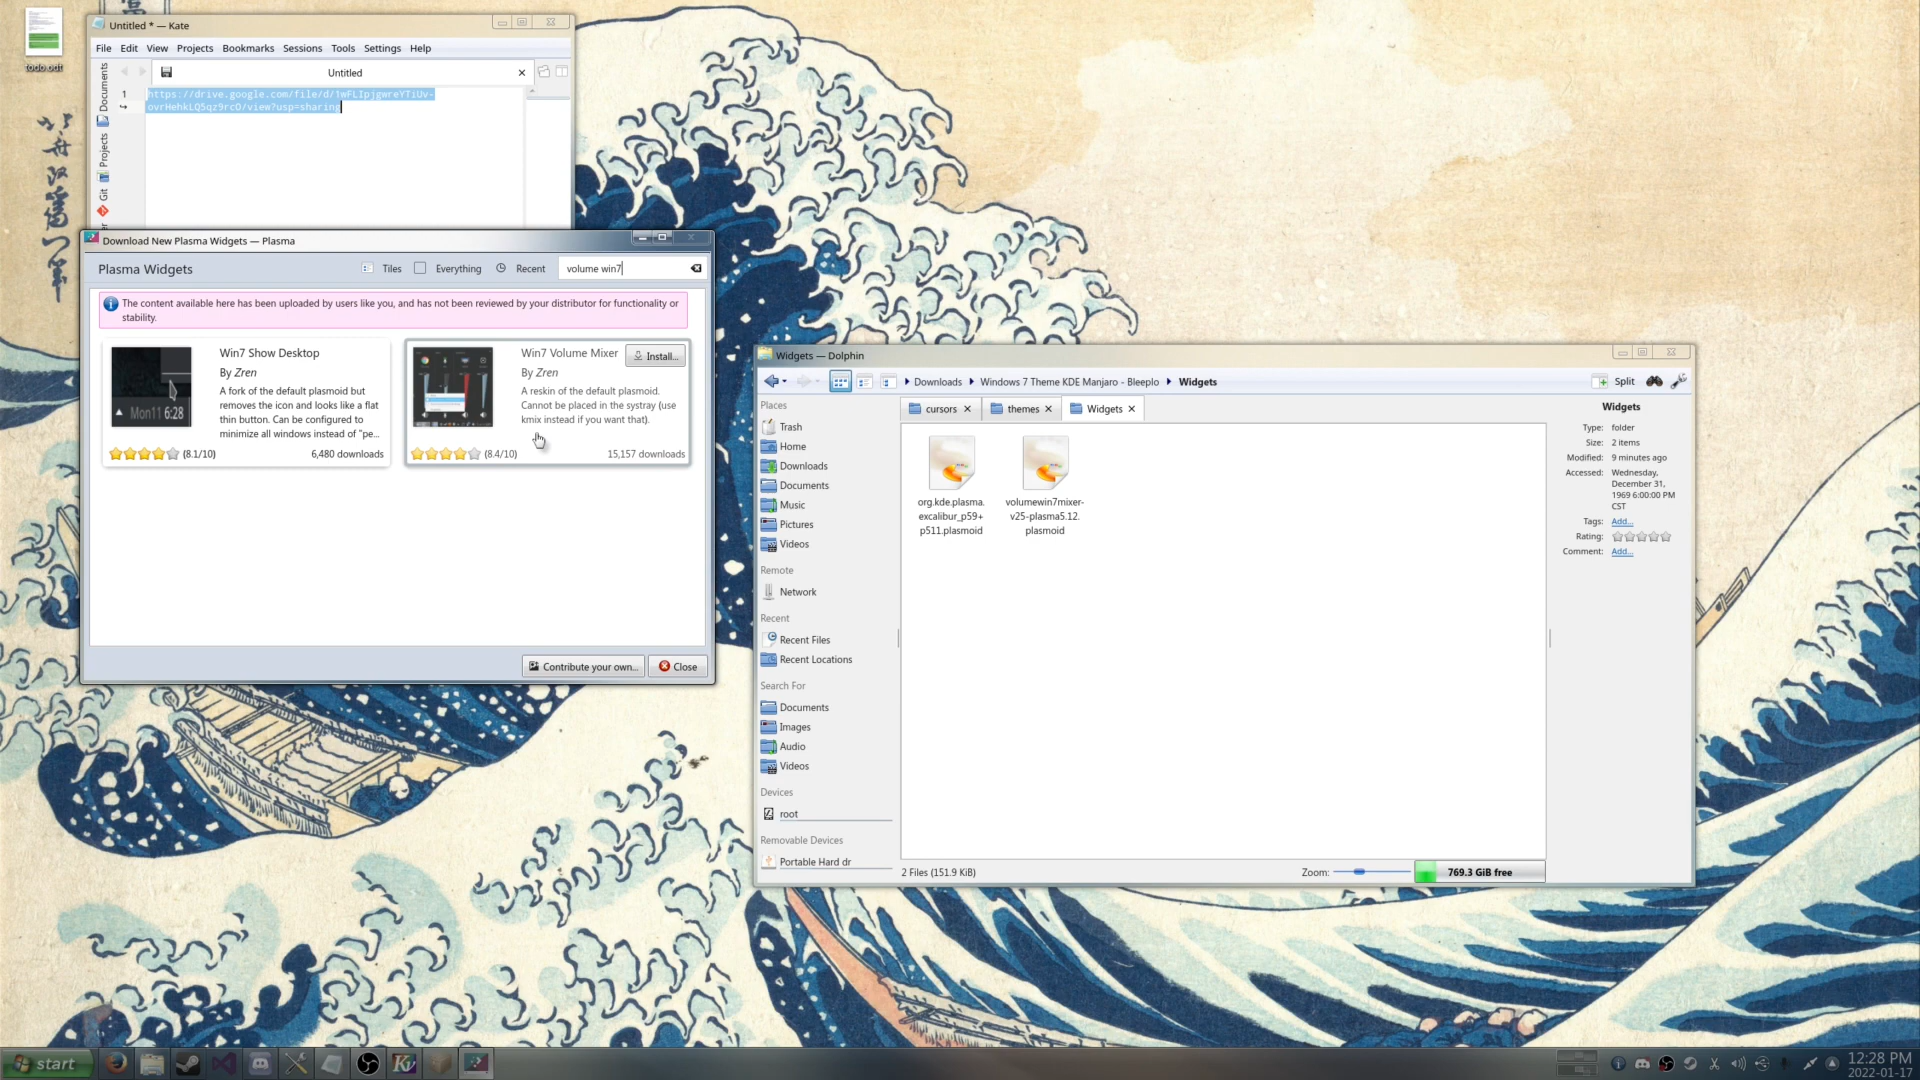 todo.odt
Untitled * — Kate
File Edit View Projects Bookmarks Sessions Tools Settings Help
Untitled
Documents
Projects
Git
1 https://drive.google.com/file/d/1wFLIpjgwreYTiUv-
ovrHehkLQ5qz9rcO/view?usp=sharing
Download New Plasma Widgets — Plasma
Plasma Widgets
Tiles Everything Recent
volume win7
The content available here has been uploaded by users like you, and has not been reviewed by your distributor for functionality or
stability.
Win7 Show Desktop
By Zren
A fork of the default plasmoid but
removes the icon and looks like a flat
thin button. Can be configured to
minimize all windows instead of "pe...
(8.1/10)
6,480 downloads
Mon11 6:28
Win7 Volume Mixer
Install...
By Zren
A reskin of the default plasmoid.
Cannot be placed in the systray (use
kmix instead if you want that).
(8.4/10)
15,157 downloads
Contribute your own...
Close
Widgets — Dolphin
Downloads Windows 7 Theme KDE Manjaro - Bleeplo Widgets
Split
Places
Trash
Home
Downloads
Documents
Music
Pictures
Videos
Remote
Network
Recent
Recent Files
Recent Locations
Search For
Documents
Images
Audio
Videos
Devices
root
Removable Devices
Portable Hard dr
cursors
themes
Widgets
org.kde.plasma.
excalibur_p59+
p511.plasmoid
volumewin7mixer-
v25-plasma5.12.
plasmoid
2 Files (151.9 KiB)
Zoom:
769.3 GiB free
Widgets
Type: folder
Size: 2 items
Modified: 9 minutes ago
Accessed: Wednesday,
December 31,
1969 6:00:00 PM
CST
Tags: Add...
Rating:
Comment: Add...
start
12:28 PM
2022-01-17